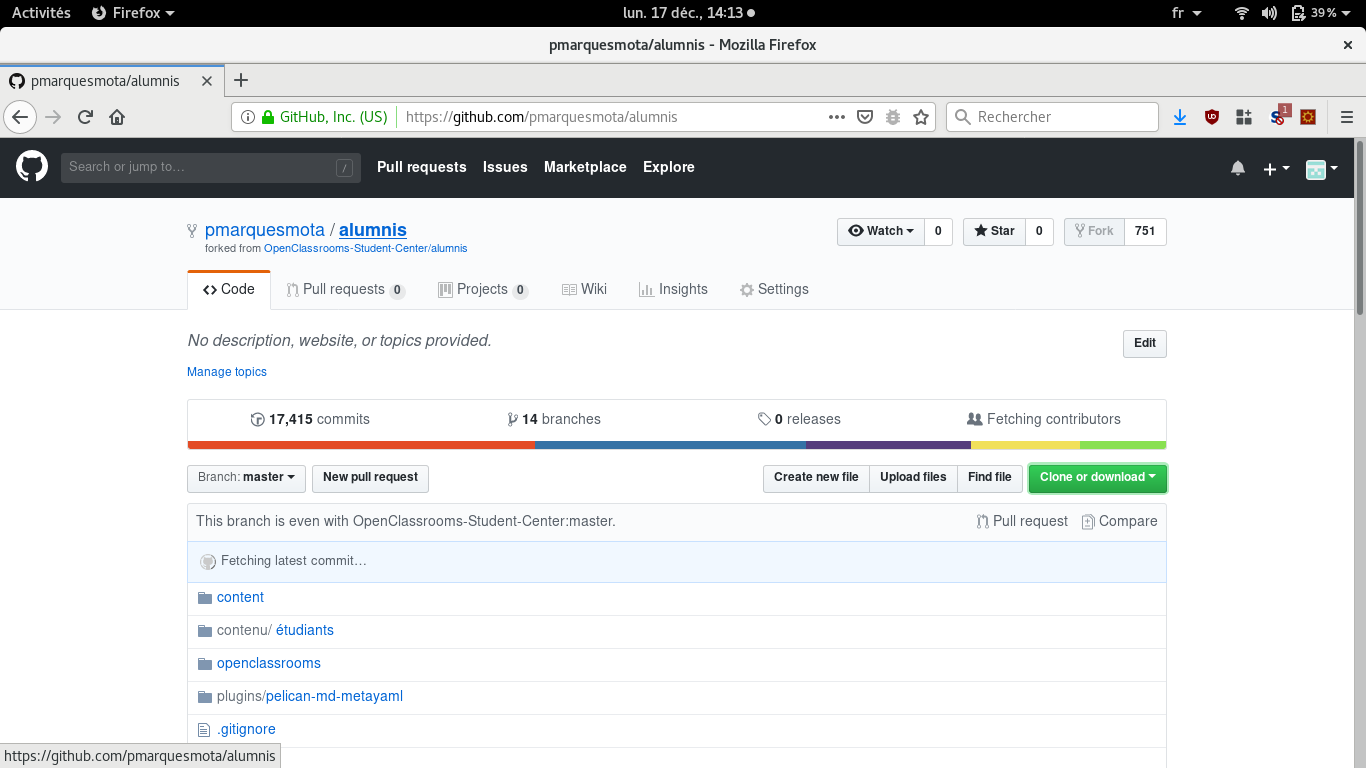 Activités Firefox lun. 17 déc., 14:13 fr 39%
pmarquesmota/alumnis - Mozilla Firefox
pmarquesmota/alumnis
GitHub, Inc. (US) https://github.com/pmarquesmota/alumnis Rechercher 1
Search or jump to… / Pull requests Issues Marketplace Explore
pmarquesmota / alumnis Watch 0 Star 0 Fork 751
forked from OpenClassrooms-Student-Center/alumnis
Code Pull requests 0 Projects 0 Wiki Insights Settings
No description, website, or topics provided. Edit
Manage topics
17,415 commits 14 branches 0 releases Fetching contributors
Branch: master New pull request Create new file Upload files Find file Clone or download
This branch is even with OpenClassrooms-Student-Center:master. Pull request Compare
Fetching latest commit…
content
contenu/ étudiants
openclassrooms
plugins/pelican-md-metayaml
.gitignore
https://github.com/pmarquesmota/alumnis